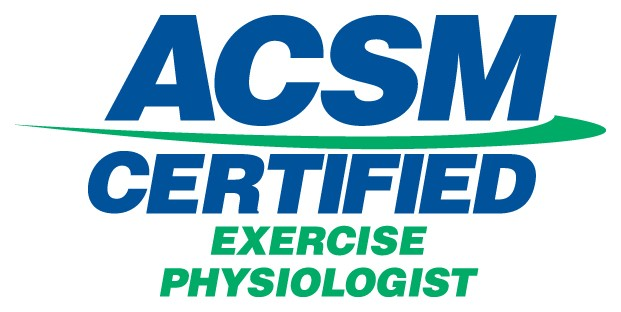 ACSM
CERTIFIED
EXERCISE
PHYSIOLOGIST